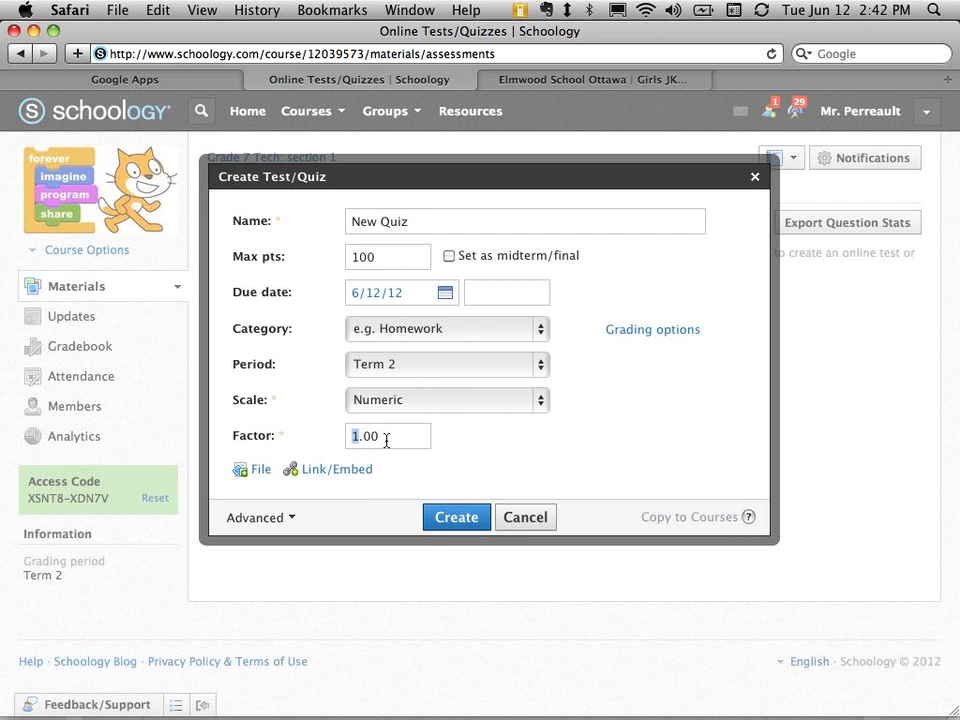 Safari File Edit View History Bookmarks Window Help Tue Jun 12 2:42 PM
Online Tests/Quizzes | Schoology
http://www.schoology.com/course/12039573/materials/assessments
Google
Google Apps
Online Tests/Quizzes | Schoology
Elmwood School Ottawa | Girls JK...
S schoology Home Courses Groups Resources 1 29 Mr. Perreault
forever
imagine
program
share
Course Options
Materials
Updates
Gradebook
Attendance
Members
Analytics
Access Code
XSNT8-XDN7V Reset
Information
Grading period
Term 2
Grade 7 Tech: section 1
Notifications
Export Question Stats
to create an online test or
Create Test/Quiz ×
Name: * New Quiz
Max pts: 100 Set as midterm/final
Due date: 6/12/12
Category: e.g. Homework Grading options
Period: Term 2
Scale: * Numeric
Factor: * 1.00
File Link/Embed
Advanced Create Cancel Copy to Courses ?
Help · Schoology Blog · Privacy Policy & Terms of Use English · Schoology © 2012
Feedback/Support